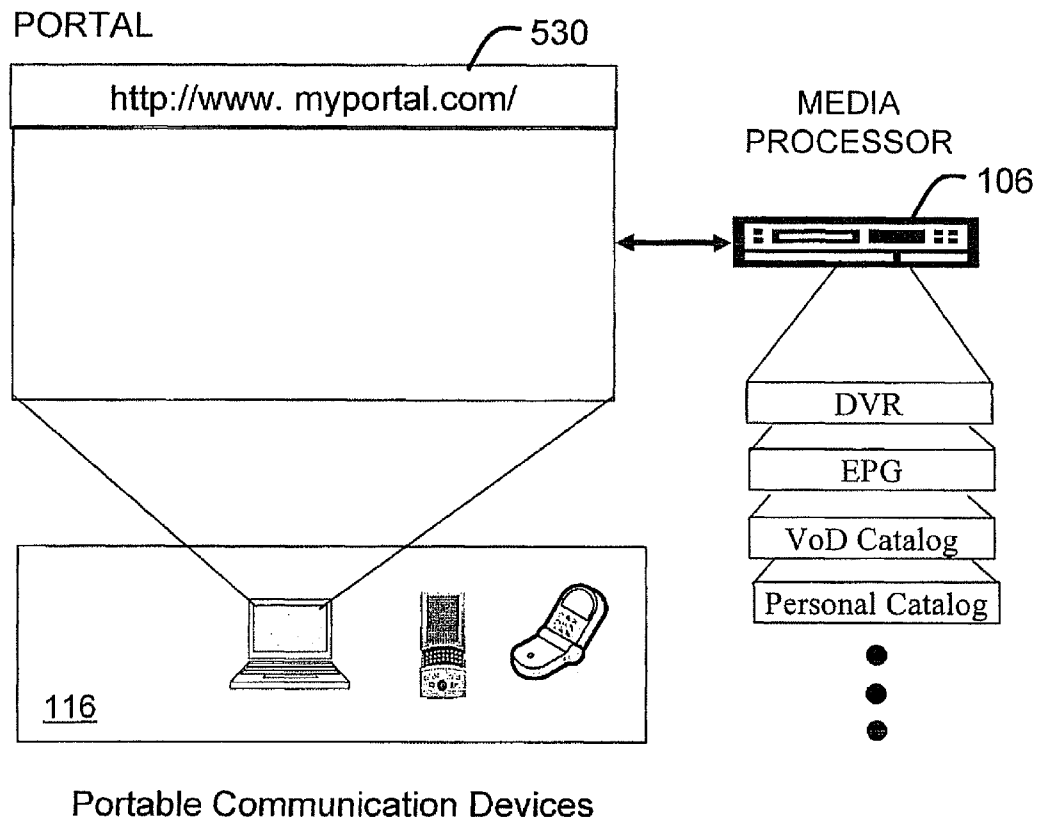 PORTAL
530
http://www. myportal.com/
MEDIA
PROCESSOR
106
DVR
EPG
VoD Catalog
Personal Catalog
116
Portable Communication Devices